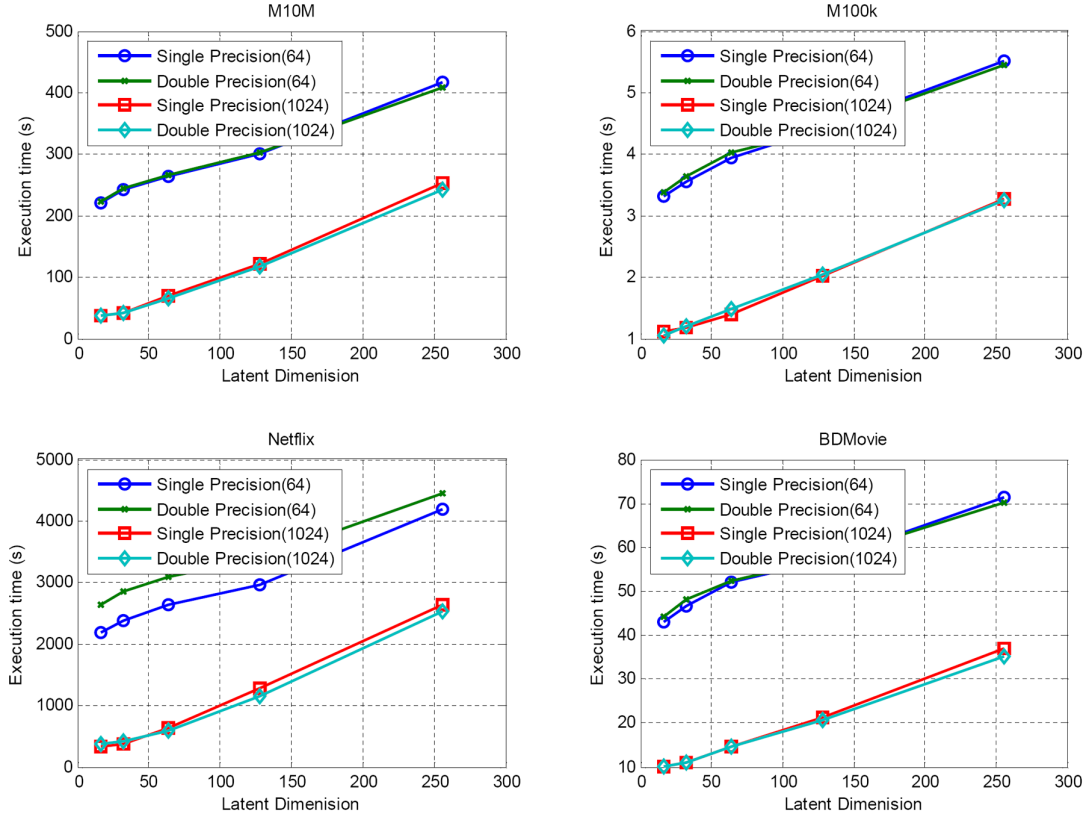 M10M
500
400
300
200
100
0
Execution time (s)
Single Precision(64)
Double Precision(64)
Single Precision(1024)
Double Precision(1024)
0 50 100 150 200 250 300
Latent Dimenision
M100k
6
5
4
3
2
1
Execution time (s)
Single Precision(64)
Double Precision(64)
Single Precision(1024)
Double Precision(1024)
0 50 100 150 200 250 300
Latent Dimenision
Netflix
5000
4000
3000
2000
1000
0
Execution time (s)
Single Precision(64)
Double Precision(64)
Single Precision(1024)
Double Precision(1024)
0 50 100 150 200 250 300
Latent Dimenision
BDMovie
80
70
60
50
40
30
20
10
Execution time (s)
Single Precision(64)
Double Precision(64)
Single Precision(1024)
Double Precision(1024)
0 50 100 150 200 250 300
Latent Dimenision